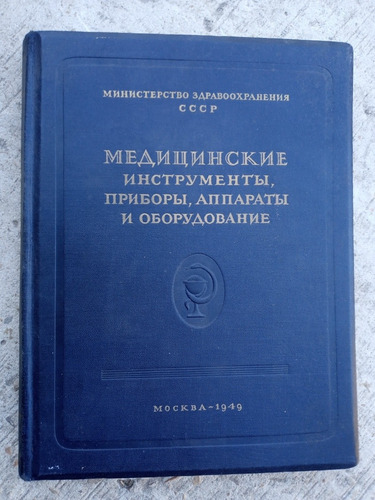 МИНИСТЕРСТВО ЗДРАВООХРАНЕНИЯ
СССР
МЕДИЦИНСКИЕ
ИНСТРУМЕНТЫ,
ПРИБОРЫ, АППАРАТЫ
И ОБОРУДОВАНИЕ
МОСКВА-1949